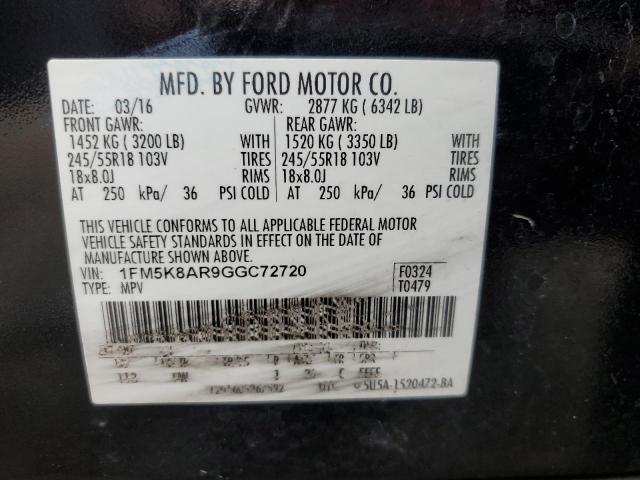 MFD. BY FORD MOTOR CO.
DATE: 03/16 GVWR: 2877 KG ( 6342 LB)
FRONT GAWR: REAR GAWR:
1452 KG ( 3200 LB) WITH 1520 KG ( 3350 LB) WITH
245/55R18 103V TIRES 245/55R18 103V TIRES
18x8.0J RIMS 18x8.0J RIMS
AT 250 kPa/ 36 PSI COLD AT 250 kPa/ 36 PSI COLD
THIS VEHICLE CONFORMS TO ALL APPLICABLE FEDERAL MOTOR
VEHICLE SAFETY STANDARDS IN EFFECT ON THE DATE OF
MANUFACTURE SHOWN ABOVE.
VIN: 1FM5K8AR9GGC72720 F0324
TYPE: MPV T0479
5U5A-1520472-BA